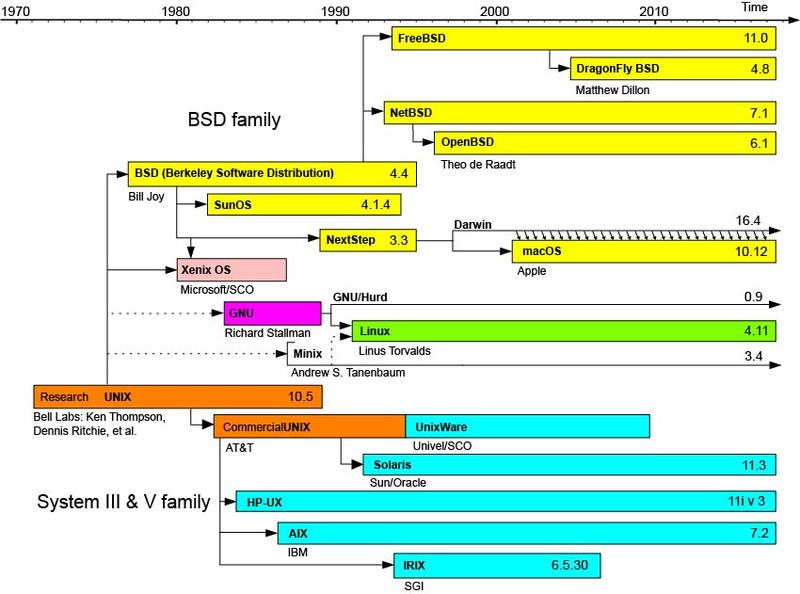 1970 1980 1990 2000 2010 Time
FreeBSD 11.0
DragonFly BSD 4.8
Matthew Dillon
BSD family
NetBSD 7.1
OpenBSD 6.1
Theo de Raadt
BSD (Berkeley Software Distribution) 4.4
Bill Joy
SunOS 4.1.4
Darwin 16.4
NextStep 3.3
macOS 10.12
Apple
Xenix OS
Microsoft/SCO
GNU/Hurd 0.9
GNU
Richard Stallman
Linux 4.11
Linus Torvalds
Minix 3.4
Andrew S. Tanenbaum
Research UNIX 10.5
Bell Labs: Ken Thompson,
Dennis Ritchie, et al.
CommercialUNIX UnixWare
AT&T Univel/SCO
Solaris 11.3
Sun/Oracle
System III & V family
HP-UX 11i v 3
AIX 7.2
IBM
IRIX 6.5.30
SGI